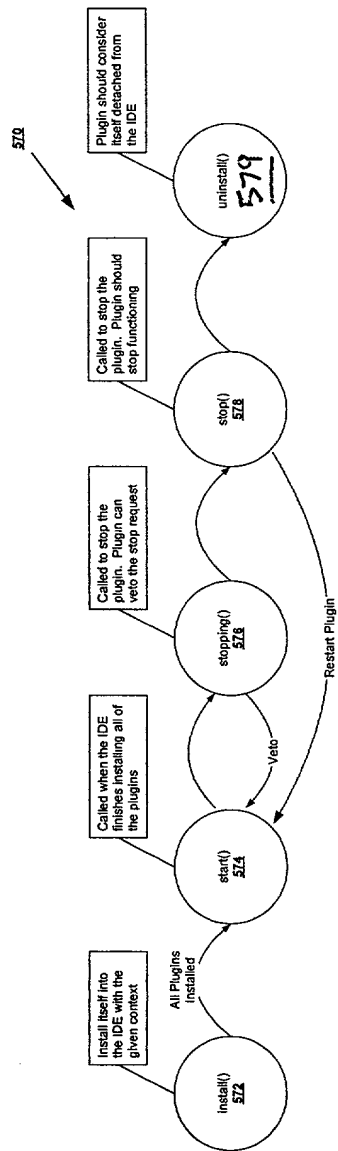 570
Install itself into
the IDE with the
given context
Called when the IDE
finishes installing all of
the plugins
Called to stop the
plugin. Plugin can
veto the stop request
Called to stop the
plugin. Plugin should
stop functioning
Plugin should consider
itself detached from
the IDE
install()
572
All Plugins
Installed
start()
574
Veto
stopping()
576
stop()
578
Restart Plugin
uninstall()
579